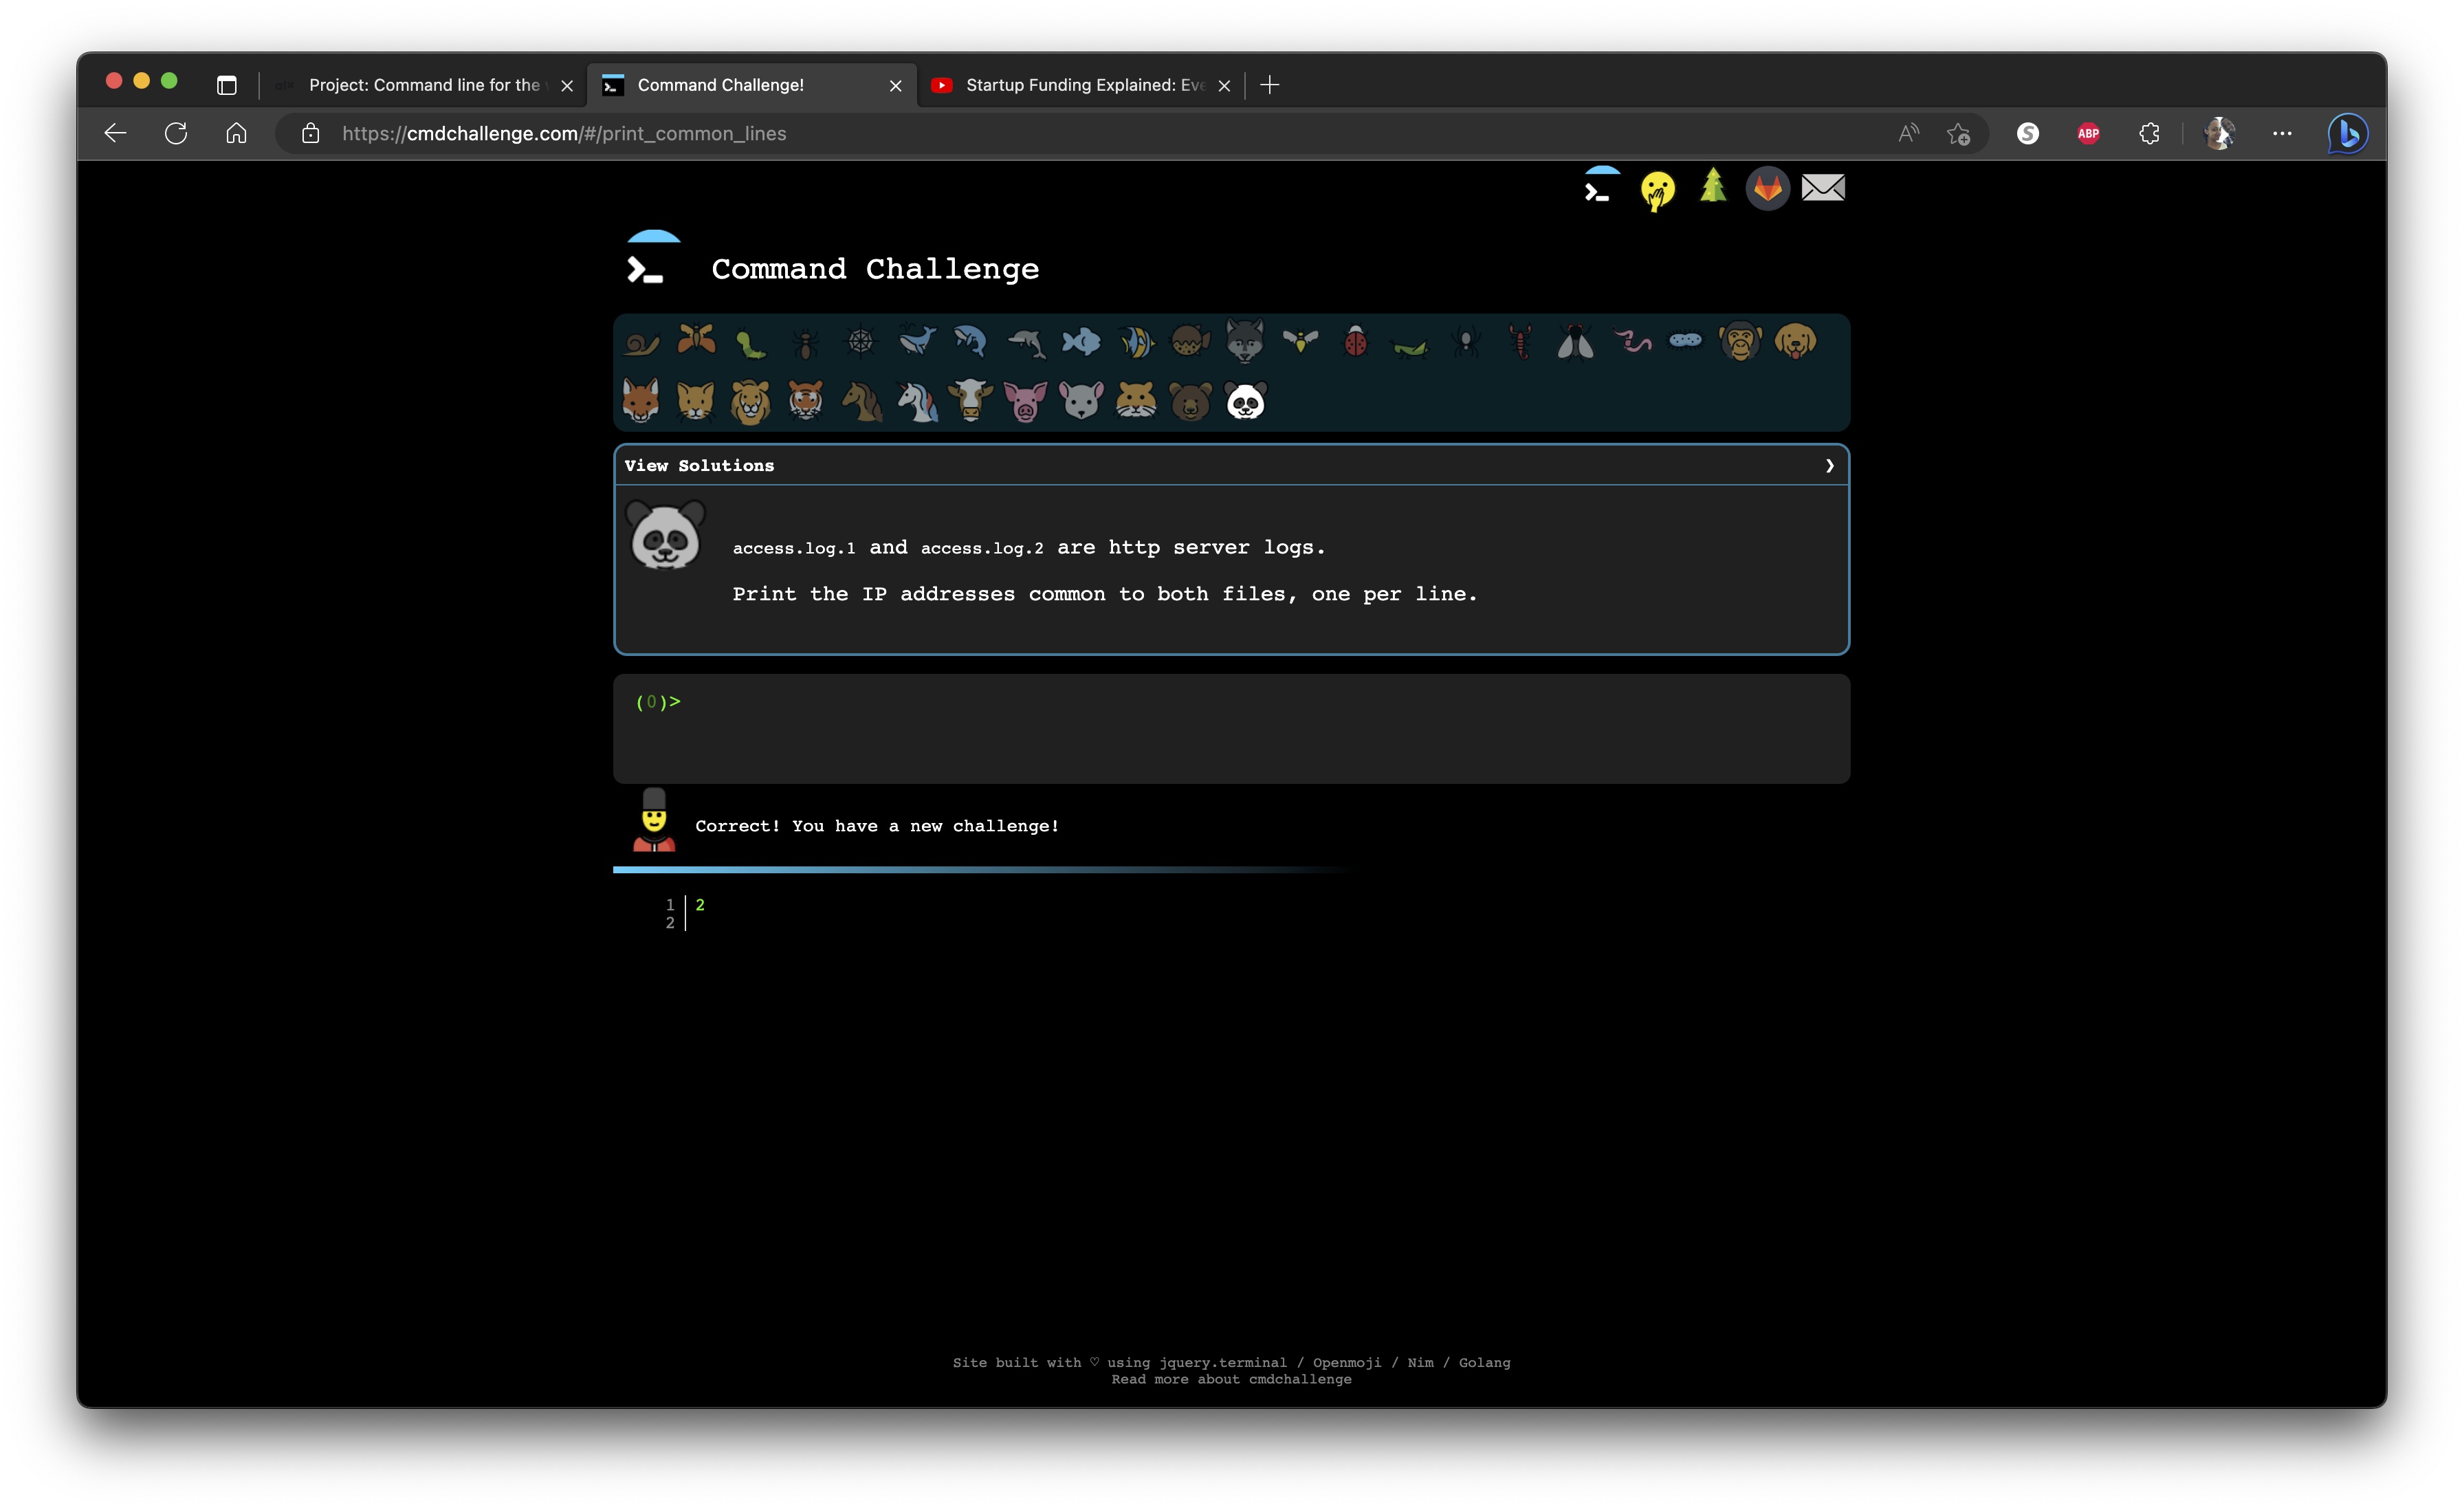 Project: Command line for the
Command Challenge!
Startup Funding Explained: Eve
https://cmdchallenge.com/#/print_common_lines
ABP
Command Challenge
View Solutions
access.log.1 and access.log.2 are http server logs.
Print the IP addresses common to both files, one per line.
(0)>
Correct! You have a new challenge!
1 2
2
Site built with ♡ using jquery.terminal / Openmoji / Nim / Golang
Read more about cmdchallenge